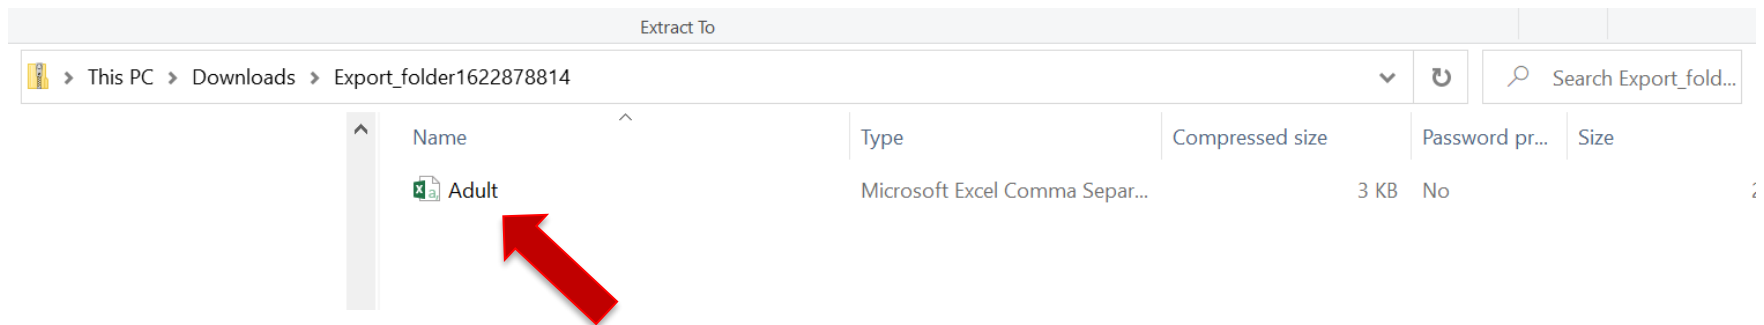 Extract To
This PC > Downloads > Export_folder1622878814 Search Export_fold...
Name Type Compressed size Password pr... Size
Adult Microsoft Excel Comma Separ... 3 KB No